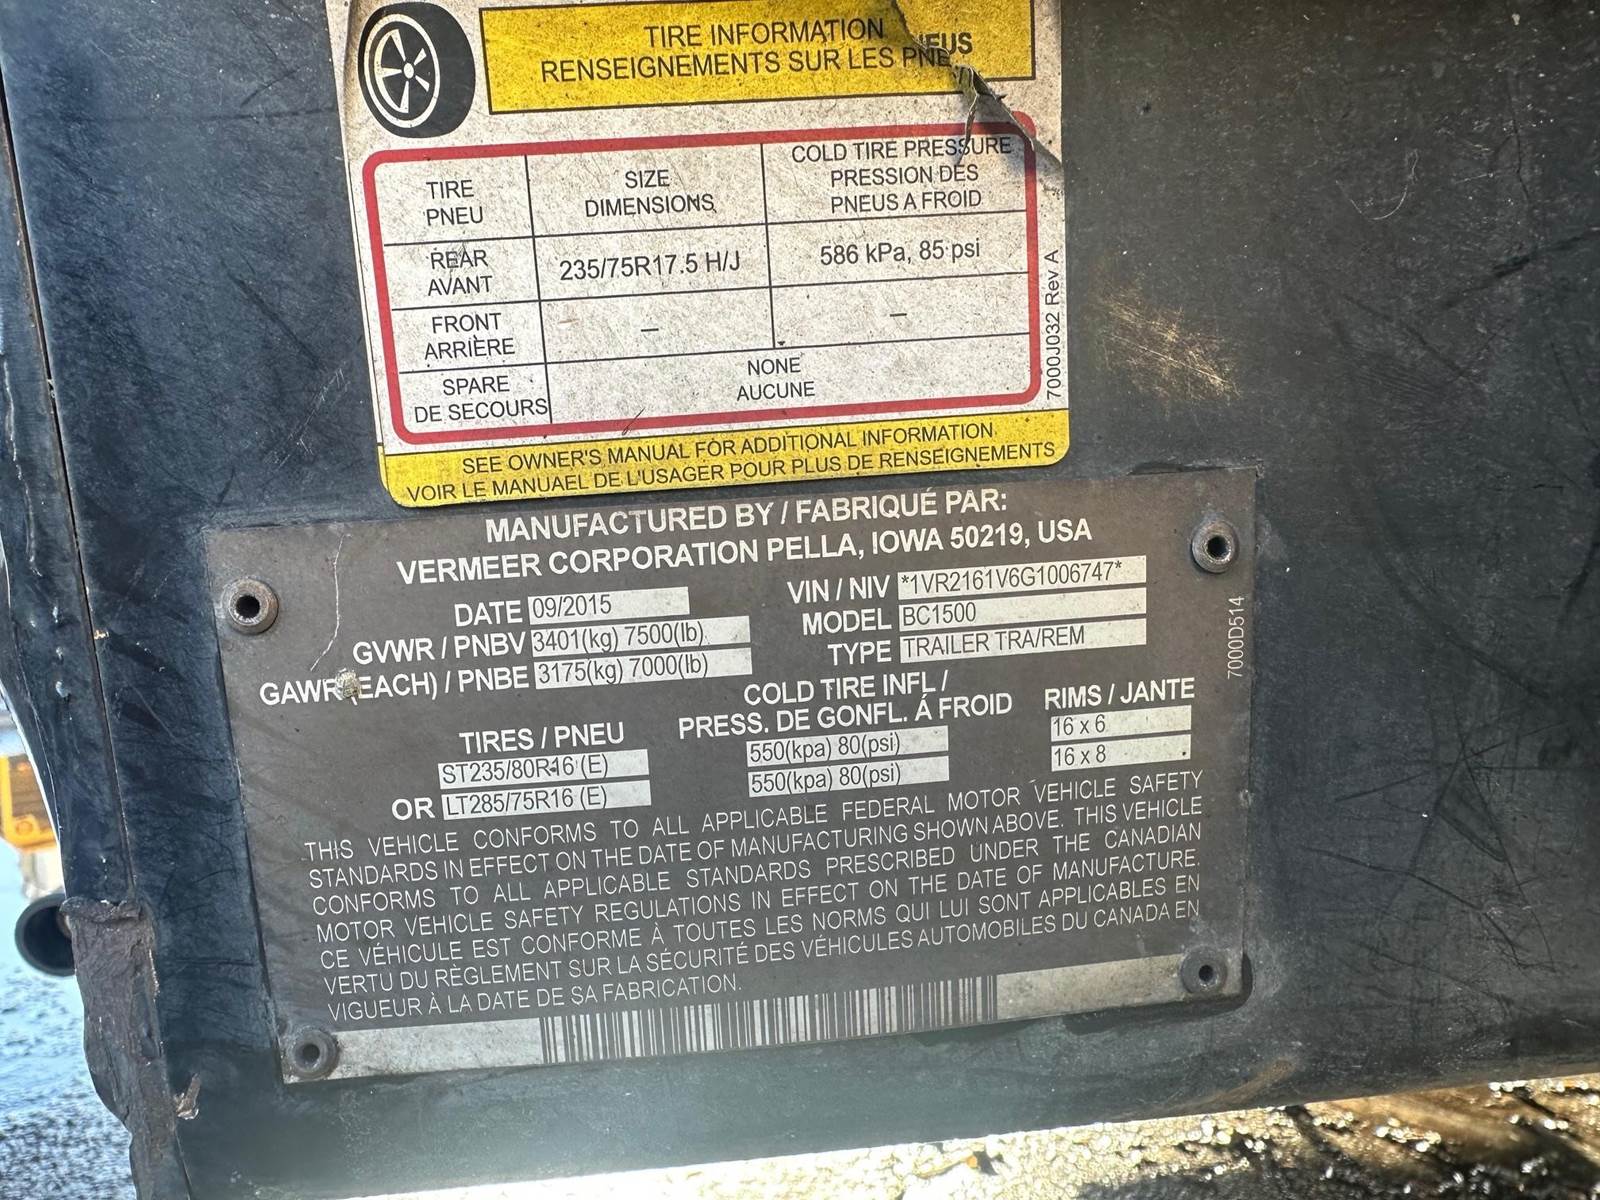 TIRE INFORMATION
RENSEIGNEMENTS SUR LES PNE
NEUS
TIRE
PNEU
SIZE
DIMENSIONS
COLD TIRE PRESSURE
PRESSION DES
PNEUS A FROID
REAR
AVANT
235/75R17.5 H/J
586 kPa, 85 psi
FRONT
ARRIÈRE
–
–
SPARE
DE SECOURS
NONE
AUCUNE
7000J032 Rev A
SEE OWNER'S MANUAL FOR ADDITIONAL INFORMATION
VOIR LE MANUAEL DE L'USAGER POUR PLUS DE RENSEIGNEMENTS
MANUFACTURED BY / FABRIQUÉ PAR:
VERMEER CORPORATION PELLA, IOWA 50219, USA
DATE 09/2015
VIN / NIV *1VR2161V6G1006747*
GVWR / PNBV 3401(kg) 7500(lb)
MODEL BC1500
GAWR (EACH) / PNBE 3175(kg) 7000(lb)
TYPE TRAILER TRA/REM
7000D514
TIRES / PNEU
COLD TIRE INFL /
PRESS. DE GONFL. Á FROID
RIMS / JANTE
ST235/80R16 (E) 550(kpa) 80(psi) 16 x 6
OR LT285/75R16 (E) 550(kpa) 80(psi) 16 x 8
THIS VEHICLE CONFORMS TO ALL APPLICABLE FEDERAL MOTOR VEHICLE SAFETY
STANDARDS IN EFFECT ON THE DATE OF MANUFACTURING SHOWN ABOVE. THIS VEHICLE
CONFORMS TO ALL APPLICABLE STANDARDS PRESCRIBED UNDER THE CANADIAN
MOTOR VEHICLE SAFETY REGULATIONS IN EFFECT ON THE DATE OF MANUFACTURE.
CE VÉHICULE EST CONFORME À TOUTES LES NORMS QUI LUI SONT APPLICABLES EN
VERTU DU RÈGLEMENT SUR LA SÉCURITÉ DES VÉHICULES AUTOMOBILES DU CANADA EN
VIGUEUR À LA DATE DE SA FABRICATION.